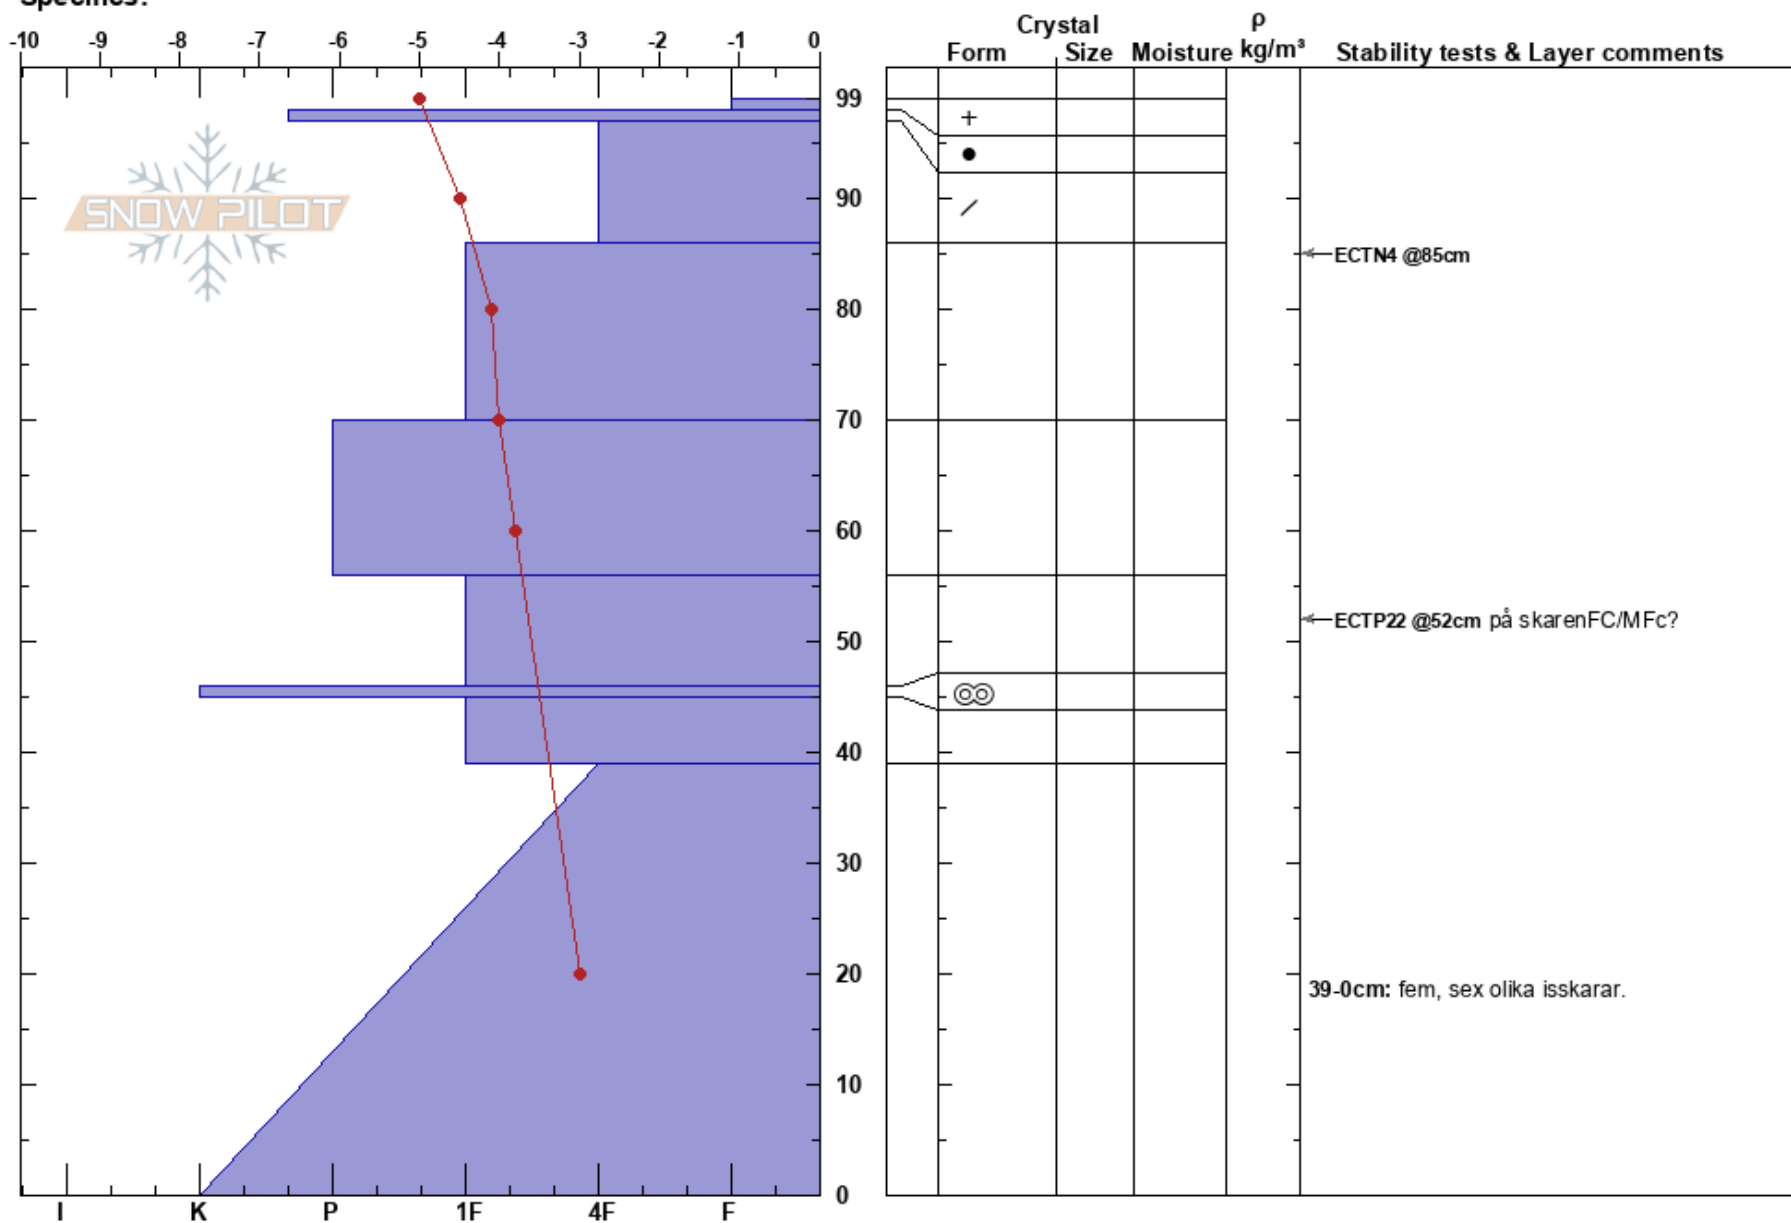 Specifics:
-10 -9 -8 -7 -6 -5 -4 -3 -2 -1 0
Crystal
Form Size Moisture ρ kg/m³ Stability tests & Layer comments
99
SNOW PILOT
90
ECTN4 @85cm
80
70
60
ECTP22 @52cm på skarenFC/MFc?
50
40
30
20
39-0cm: fem, sex olika isskarar.
10
0
I K P 1F 4F F